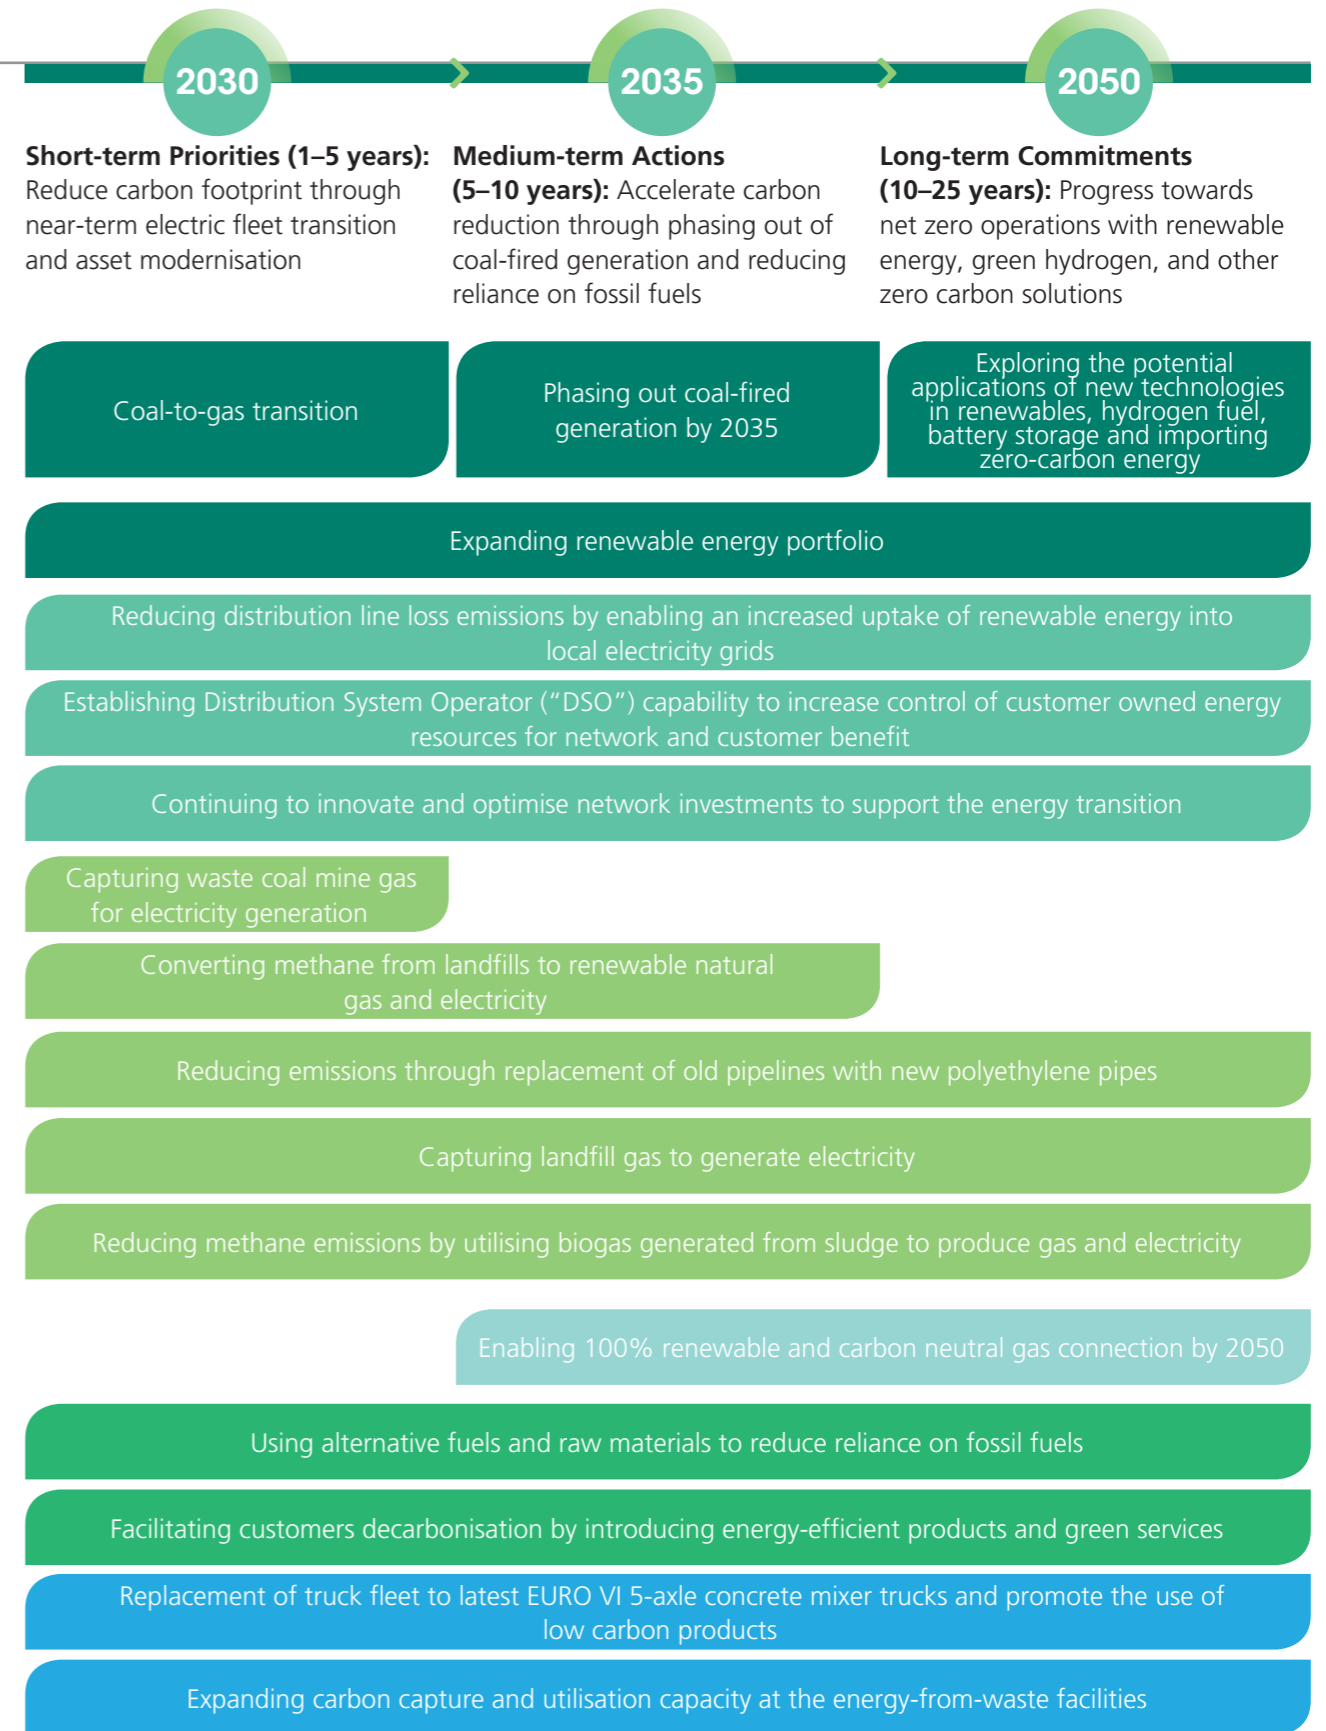 2030
2035
2050
Short-term Priorities (1–5 years):
Reduce carbon footprint through
near-term electric fleet transition
and asset modernisation
Medium-term Actions
(5–10 years): Accelerate carbon
reduction through phasing out of
coal-fired generation and reducing
reliance on fossil fuels
Long-term Commitments
(10–25 years): Progress towards
net zero operations with renewable
energy, green hydrogen, and other
zero carbon solutions
Coal-to-gas transition
Phasing out coal-fired
generation by 2035
Exploring the potential
applications of new technologies
in renewables, hydrogen fuel,
battery storage and importing
zero-carbon energy
Expanding renewable energy portfolio
Reducing distribution line loss emissions by enabling an increased uptake of renewable energy into
local electricity grids
Establishing Distribution System Operator (“DSO”) capability to increase control of customer owned energy
resources for network and customer benefit
Continuing to innovate and optimise network investments to support the energy transition
Capturing waste coal mine gas
for electricity generation
Converting methane from landfills to renewable natural
gas and electricity
Reducing emissions through replacement of old pipelines with new polyethylene pipes
Capturing landfill gas to generate electricity
Reducing methane emissions by utilising biogas generated from sludge to produce gas and electricity
Enabling 100% renewable and carbon neutral gas connection by 2050
Using alternative fuels and raw materials to reduce reliance on fossil fuels
Facilitating customers decarbonisation by introducing energy-efficient products and green services
Replacement of truck fleet to latest EURO VI 5-axle concrete mixer trucks and promote the use of
low carbon products
Expanding carbon capture and utilisation capacity at the energy-from-waste facilities